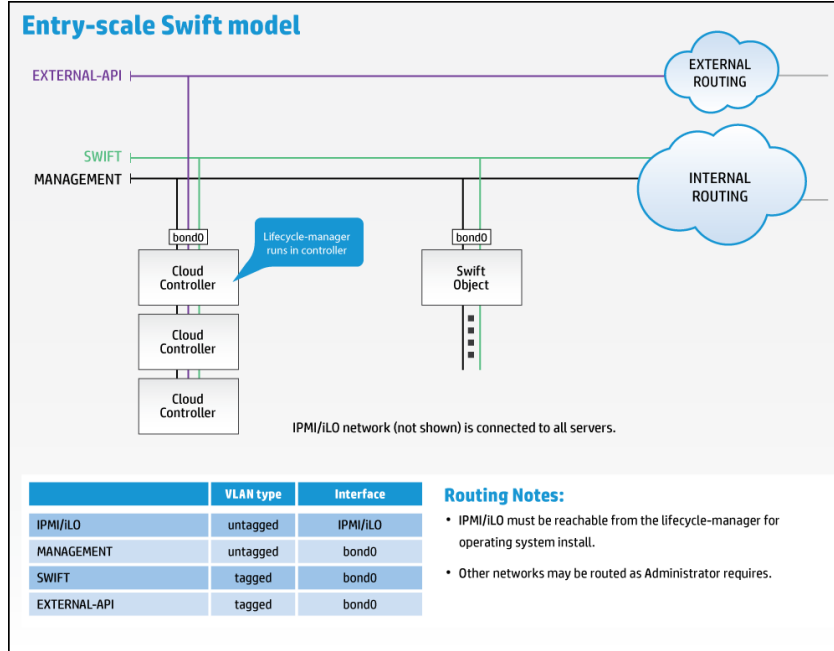 Entry-scale Swift model
EXTERNAL-API
EXTERNAL
ROUTING
SWIFT
MANAGEMENT
INTERNAL
ROUTING
bond0
Lifecycle-manager
runs in controller
bond0
Cloud
Controller
Swift
Object
Cloud
Controller
Cloud
Controller
IPMI/iLO network (not shown) is connected to all servers.
VLAN type Interface
IPMI/iLO untagged IPMI/iLO
MANAGEMENT untagged bond0
SWIFT tagged bond0
EXTERNAL-API tagged bond0
Routing Notes:
• IPMI/iLO must be reachable from the lifecycle-manager for
operating system install.
• Other networks may be routed as Administrator requires.